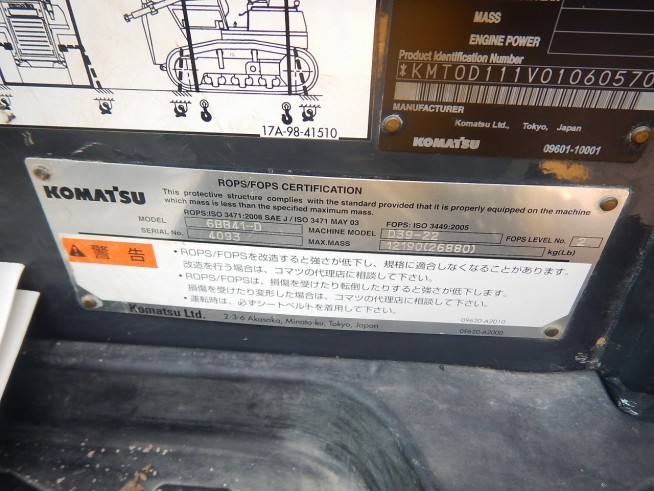 17A-98-41510
MASS
ENGINE POWER
Product Identification Number
*KMT0D111V01060570
MANUFACTURER
Komatsu Ltd., Tokyo, Japan
KOMATSU 09601-10001
KOMATSU
ROPS/FOPS CERTIFICATION
This protective structure complies with the standard provided that it is properly equipped on the machine
which mass is less than the specified maximum mass.
ROPS:ISO 3471:2008 SAE J / ISO 3471 MAY 03 FOPS: ISO 3449:2005
MODEL 6BB41-D MACHINE MODEL FOPS LEVEL No. 2
SERIAL No. 4093 MAX.MASS 12190(26880) kg(Lb)
警告
・ROPS/FOPSを改造すると強さが低下し、規格に適合しなくなることがあります。
改造を行う場合は、コマツの代理店に相談して下さい。
・ROPS/FOPSは、損傷を受けたり転倒したりすると強さが低下します。
損傷を受けたり変形した場合は、コマツの代理店に相談して下さい。
・運転時は、必ずシートベルトを着用して下さい。
09620-A2010
Komatsu Ltd. 2-3-6 Akasaka, Minato-ku, Tokyo, Japan 09620-A2000